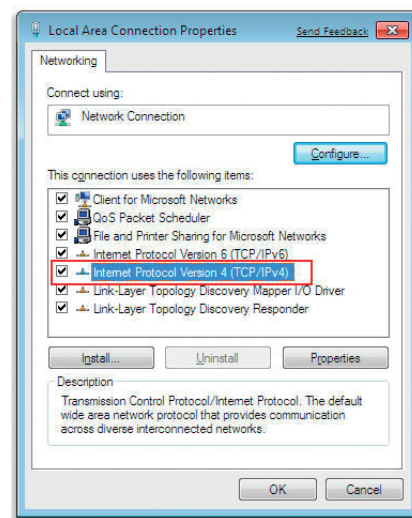 Local Area Connection Properties
Send Feedback
Networking
Connect using:
Network Connection
Configure...
This connection uses the following items:
Client for Microsoft Networks
QoS Packet Scheduler
File and Printer Sharing for Microsoft Networks
Internet Protocol Version 6 (TCP/IPv6)
Internet Protocol Version 4 (TCP/IPv4)
Link-Layer Topology Discovery Mapper I/O Driver
Link-Layer Topology Discovery Responder
Install...
Uninstall
Properties
Description
Transmission Control Protocol/Internet Protocol. The default
wide area network protocol that provides communication
across diverse interconnected networks.
OK
Cancel